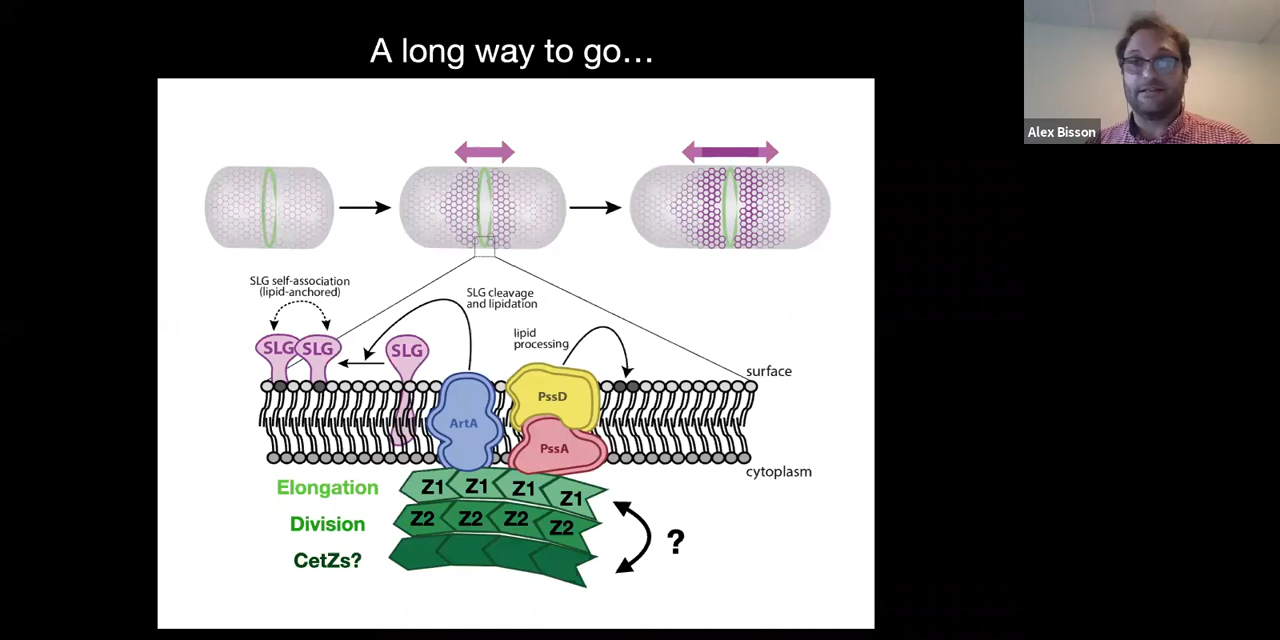 A long way to go...
Alex Bisson
SLG self-association
(lipid-anchored)
SLG cleavage
and lipidation
lipid
processing
SLG SLG SLG
surface
ArtA
PssD
PssA
cytoplasm
Elongation Z1 Z1 Z1 Z1
Division Z2 Z2 Z2 Z2
CetZs?
?